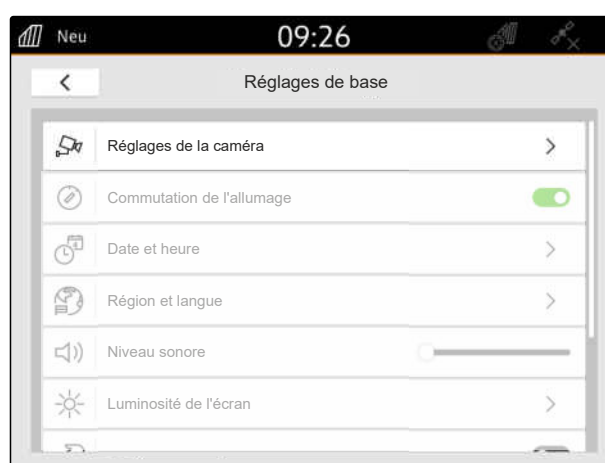 Neu
09:26
Réglages de base
Réglages de la caméra
Commutation de l'allumage
Date et heure
Région et langue
Niveau sonore
Luminosité de l'écran